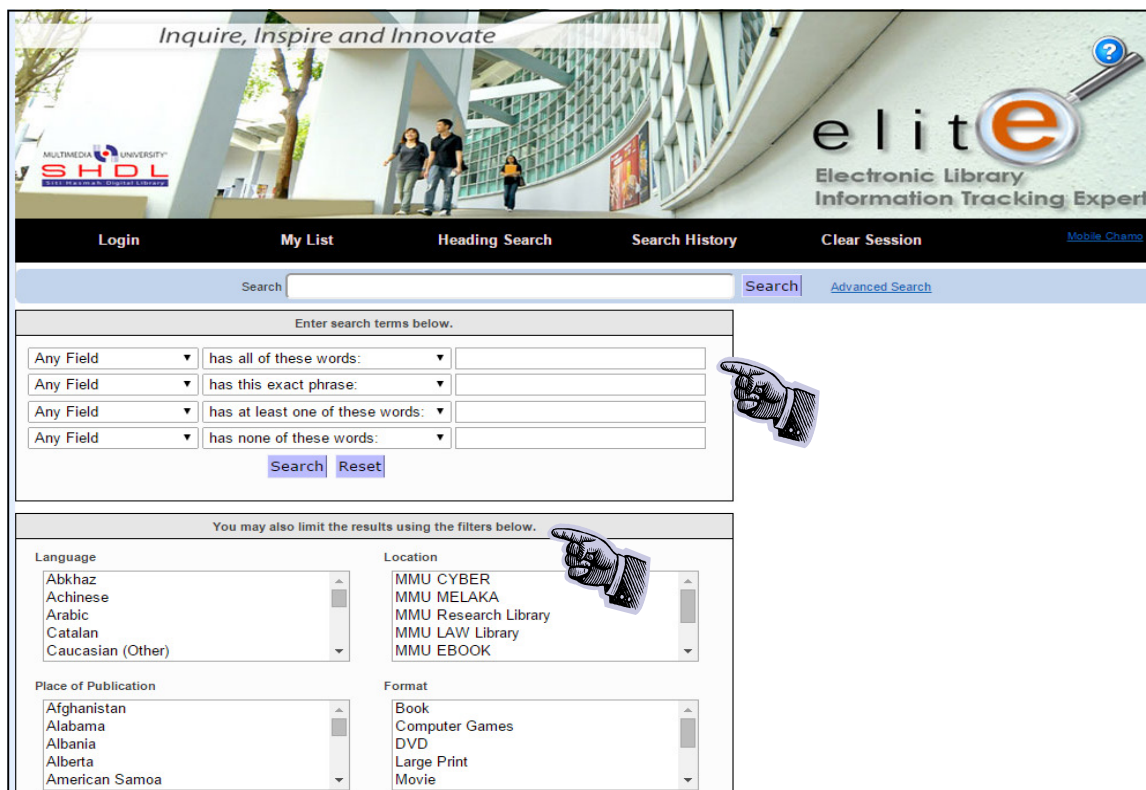 Inquire, Inspire and Innovate
?
MULTIMEDIA UNIVERSITY
SHDL
Siti Hasmah Digital Library
elite
Electronic Library
Information Tracking Expert
Login My List Heading Search Search History Clear Session Mobile Chamo
Search Search Advanced Search
Enter search terms below.
Any Field has all of these words:
Any Field has this exact phrase:
Any Field has at least one of these words:
Any Field has none of these words:
Search Reset
You may also limit the results using the filters below.
Language
Abkhaz
Achinese
Arabic
Catalan
Caucasian (Other)
Location
MMU CYBER
MMU MELAKA
MMU Research Library
MMU LAW Library
MMU EBOOK
Place of Publication
Afghanistan
Alabama
Albania
Alberta
American Samoa
Format
Book
Computer Games
DVD
Large Print
Movie